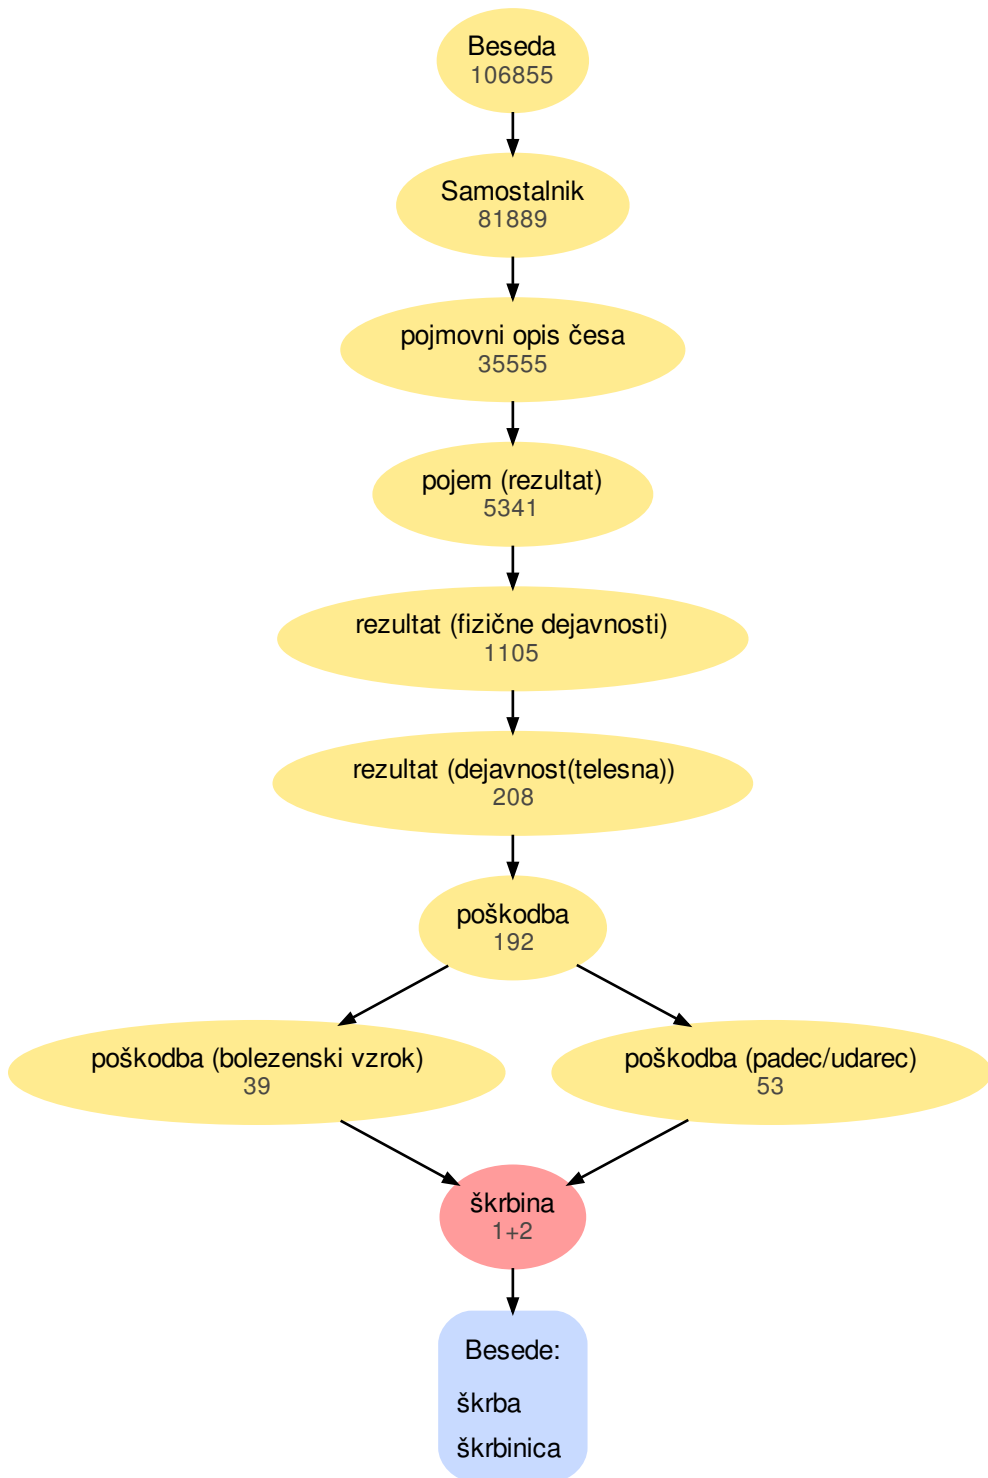 Beseda
106855
Samostalnik
81889
pojmovni opis česa
35555
pojem (rezultat)
5341
rezultat (fizične dejavnosti)
1105
rezultat (dejavnost(telesna))
208
poškodba
192
poškodba (bolezenski vzrok)
39
poškodba (padec/udarec)
53
škrbina
1+2
Besede:
škrba
škrbinica